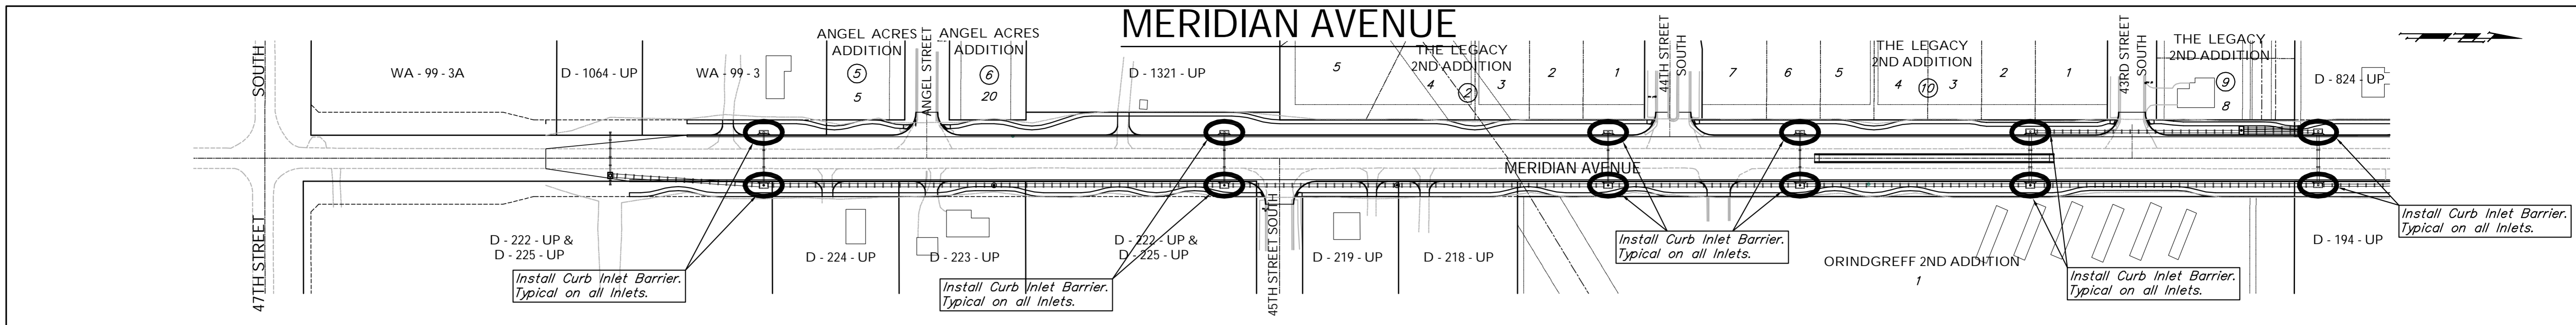 MERIDIAN AVENUE
47TH STREET
SOUTH
WA - 99 - 3A
D - 1064 - UP
WA - 99 - 3
ANGEL ACRES
ADDITION
5
5
ANGEL STREET
ANGEL ACRES
ADDITION
6
20
D - 1321 - UP
5
THE LEGACY
2ND ADDITION
4
2
3
2
1
44TH STREET
SOUTH
7
6
5
THE LEGACY
2ND ADDITION
4
10
3
2
1
43RD STREET
SOUTH
THE LEGACY
2ND ADDITION
9
8
D - 824 - UP
MERIDIAN AVENUE
D - 222 - UP &
D - 225 - UP
Install Curb Inlet Barrier.
Typical on all Inlets.
D - 224 - UP
D - 223 - UP
D - 222 - UP &
D - 225 - UP
Install Curb Inlet Barrier.
Typical on all Inlets.
45TH STREET SOUTH
D - 219 - UP
D - 218 - UP
Install Curb Inlet Barrier.
Typical on all Inlets.
ORINDGREFF 2ND ADDITION
1
Install Curb Inlet Barrier.
Typical on all Inlets.
D - 194 - UP
Install Curb Inlet Barrier.
Typical on all Inlets.